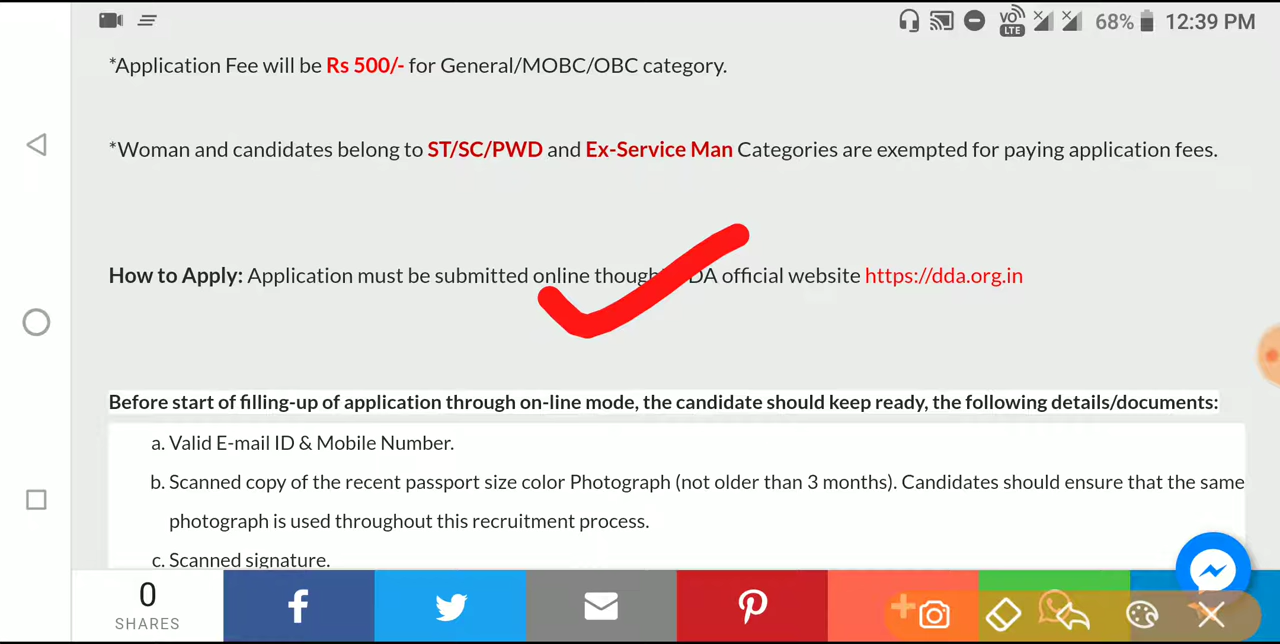 VO LTE 68% 12:39 PM
*Application Fee will be Rs 500/- for General/MOBC/OBC category.
*Woman and candidates belong to ST/SC/PWD and Ex-Service Man Categories are exempted for paying application fees.
How to Apply: Application must be submitted online though DA official website https://dda.org.in
Before start of filling-up of application through on-line mode, the candidate should keep ready, the following details/documents:
a. Valid E-mail ID & Mobile Number.
b. Scanned copy of the recent passport size color Photograph (not older than 3 months). Candidates should ensure that the same
photograph is used throughout this recruitment process.
c. Scanned signature.
0
SHARES